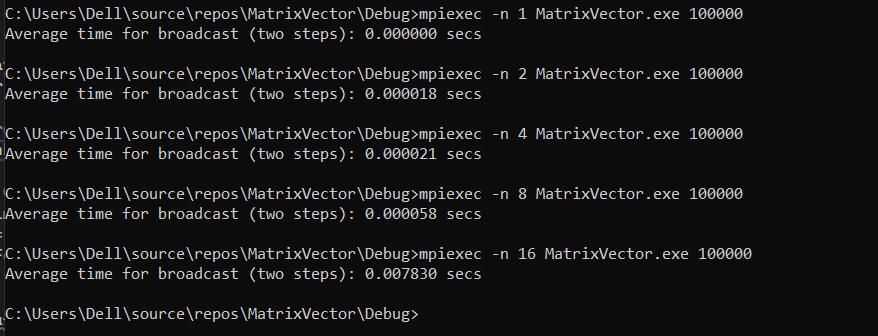 C:\Users\Dell\source\repos\MatrixVector\Debug>mpiexec -n 1 MatrixVector.exe 100000
Average time for broadcast (two steps): 0.000000 secs
C:\Users\Dell\source\repos\MatrixVector\Debug>mpiexec -n 2 MatrixVector.exe 100000
Average time for broadcast (two steps): 0.000018 secs
C:\Users\Dell\source\repos\MatrixVector\Debug>mpiexec -n 4 MatrixVector.exe 100000
Average time for broadcast (two steps): 0.000021 secs
C:\Users\Dell\source\repos\MatrixVector\Debug>mpiexec -n 8 MatrixVector.exe 100000
Average time for broadcast (two steps): 0.000058 secs
C:\Users\Dell\source\repos\MatrixVector\Debug>mpiexec -n 16 MatrixVector.exe 100000
Average time for broadcast (two steps): 0.007830 secs
C:\Users\Dell\source\repos\MatrixVector\Debug>